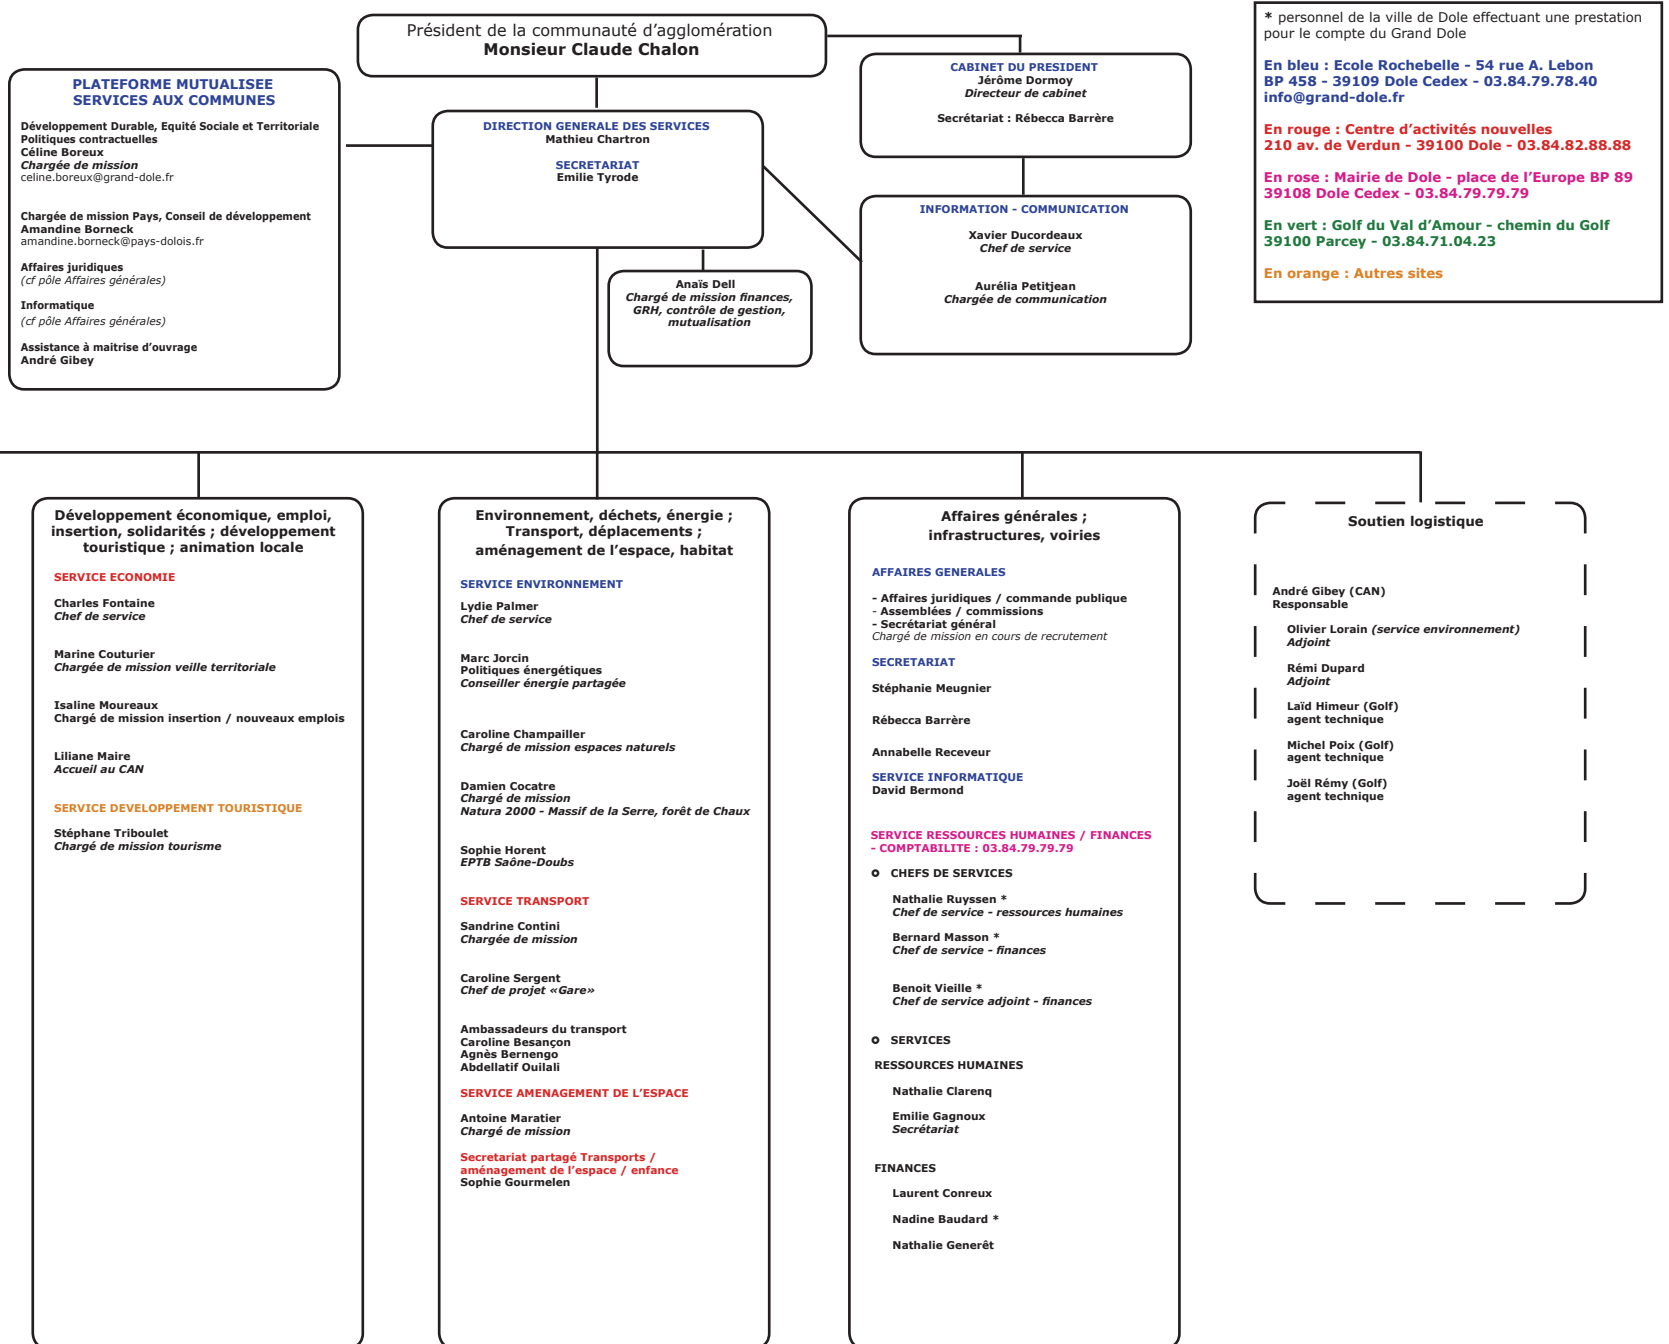 Président de la communauté d'agglomération
Monsieur Claude Chalon
PLATEFORME MUTUALISEE
SERVICES AUX COMMUNES
Développement Durable, Equité Sociale et Territoriale
Politiques contractuelles
Céline Boreux
Chargée de mission
celine.boreux@grand-dole.fr
Chargée de mission Pays, Conseil de développement
Amandine Borneck
amandine.borneck@pays-dolois.fr
Affaires juridiques
(cf pôle Affaires générales)
Informatique
(cf pôle Affaires générales)
Assistance à maitrise d'ouvrage
André Gibey
DIRECTION GENERALE DES SERVICES
Mathieu Chartron
SECRETARIAT
Emilie Tyrode
Anaïs Dell
Chargé de mission finances,
GRH, contrôle de gestion,
mutualisation
CABINET DU PRESIDENT
Jérôme Dormoy
Directeur de cabinet
Secrétariat : Rébecca Barrère
INFORMATION - COMMUNICATION
Xavier Ducordeaux
Chef de service
Aurélia Petitjean
Chargée de communication
* personnel de la ville de Dole effectuant une prestation
pour le compte du Grand Dole
En bleu : Ecole Rochebelle - 54 rue A. Lebon
BP 458 - 39109 Dole Cedex - 03.84.79.78.40
info@grand-dole.fr
En rouge : Centre d'activités nouvelles
210 av. de Verdun - 39100 Dole - 03.84.82.88.88
En rose : Mairie de Dole - place de l'Europe BP 89
39108 Dole Cedex - 03.84.79.79.79
En vert : Golf du Val d'Amour - chemin du Golf
39100 Parcey - 03.84.71.04.23
En orange : Autres sites
Développement économique, emploi,
insertion, solidarités ; développement
touristique ; animation locale
SERVICE ECONOMIE
Charles Fontaine
Chef de service
Marine Couturier
Chargée de mission veille territoriale
Isaline Moureaux
Chargé de mission insertion / nouveaux emplois
Liliane Maire
Accueil au CAN
SERVICE DEVELOPPEMENT TOURISTIQUE
Stéphane Triboulet
Chargé de mission tourisme
Environnement, déchets, énergie ;
Transport, déplacements ;
aménagement de l'espace, habitat
SERVICE ENVIRONNEMENT
Lydie Palmer
Chef de service
Marc Jorcin
Politiques énergétiques
Conseiller énergie partagée
Caroline Champailler
Chargé de mission espaces naturels
Damien Cocatre
Chargé de mission
Natura 2000 - Massif de la Serre, forêt de Chaux
Sophie Horent
EPTB Saône-Doubs
SERVICE TRANSPORT
Sandrine Contini
Chargée de mission
Caroline Sergent
Chef de projet «Gare»
Ambassadeurs du transport
Caroline Besançon
Agnès Bernengo
Abdellatif Ouilali
SERVICE AMENAGEMENT DE L'ESPACE
Antoine Maratier
Chargé de mission
Secretariat partagé Transports /
aménagement de l'espace / enfance
Sophie Gourmelen
Affaires générales ;
infrastructures, voiries
AFFAIRES GENERALES
- Affaires juridiques / commande publique
- Assemblées / commissions
- Secrétariat général
Chargé de mission en cours de recrutement
SECRETARIAT
Stéphanie Meugnier
Rébecca Barrère
Annabelle Receveur
SERVICE INFORMATIQUE
David Bermond
SERVICE RESSOURCES HUMAINES / FINANCES
- COMPTABILITE : 03.84.79.79.79
CHEFS DE SERVICES
Nathalie Ruyssen *
Chef de service - ressources humaines
Bernard Masson *
Chef de service - finances
Benoit Vieille *
Chef de service adjoint - finances
SERVICES
RESSOURCES HUMAINES
Nathalie Clarenq
Emilie Gagnoux
Secrétariat
FINANCES
Laurent Conreux
Nadine Baudard *
Nathalie Generêt
Soutien logistique
André Gibey (CAN)
Responsable
Olivier Lorain (service environnement)
Adjoint
Rémi Dupard
Adjoint
Laïd Himeur (Golf)
agent technique
Michel Poix (Golf)
agent technique
Joël Rémy (Golf)
agent technique